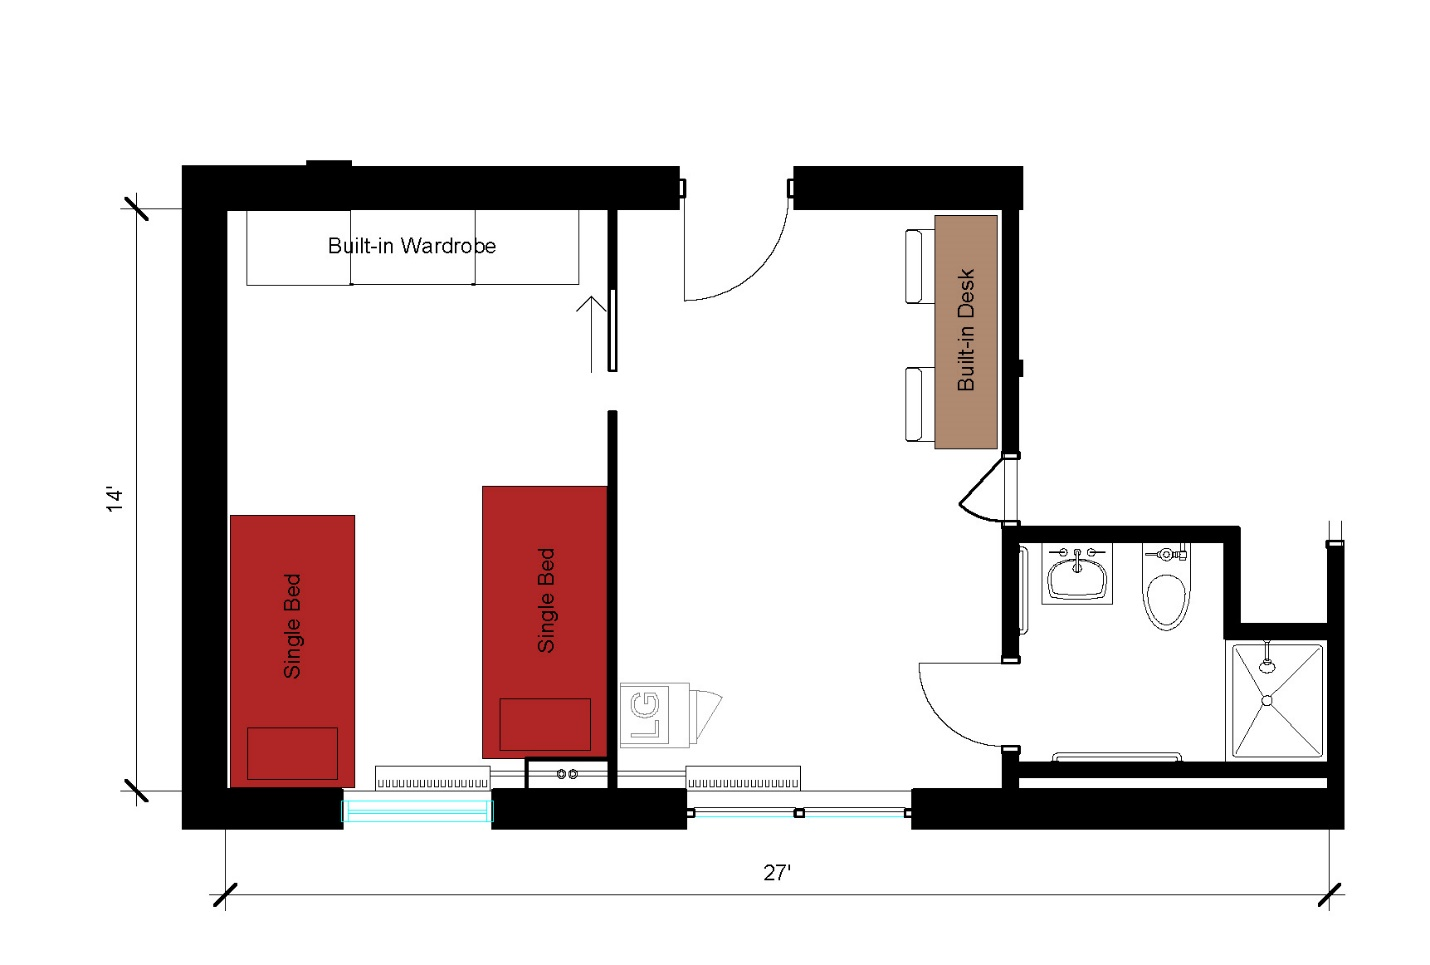 Built-in Wardrobe
Built-in Desk
14'
Single Bed
Single Bed
LG
27'